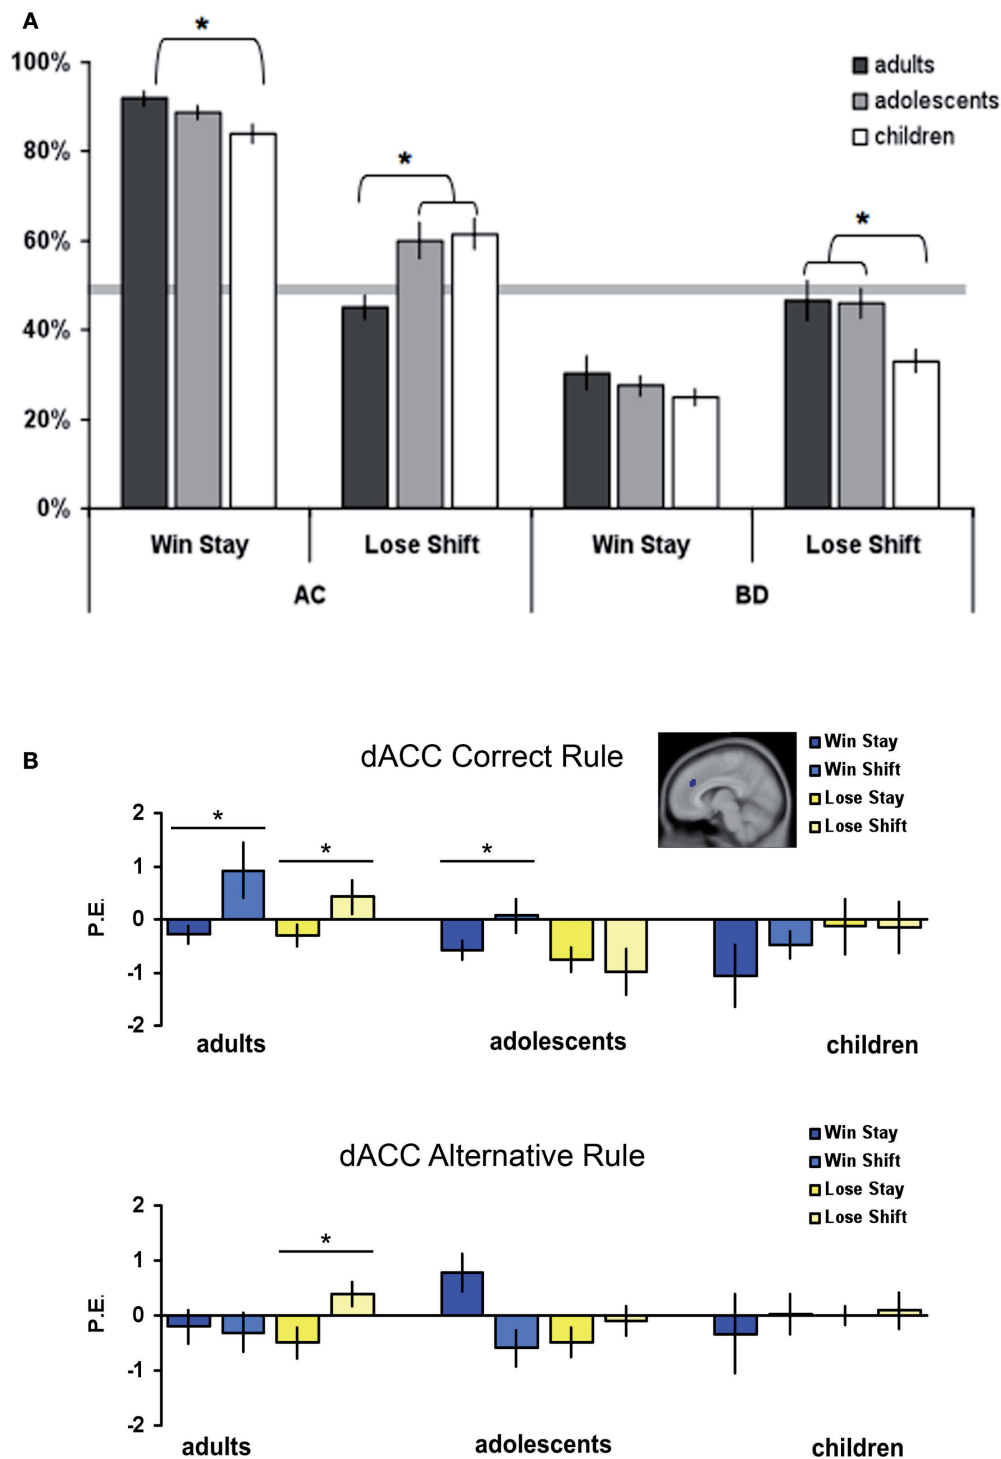 A
*
100%
adults
adolescents
*
children
80%
*
60%
40%
20%
0%
Win Stay Lose Shift Win Stay Lose Shift
AC BD
B
dACC Correct Rule
Win Stay
Win Shift
Lose Stay
Lose Shift
2
* * *
1
P.E.
0
-1
-2
adults adolescents children
dACC Alternative Rule
Win Stay
Win Shift
Lose Stay
Lose Shift
2
*
1
P.E.
0
-1
-2
adults adolescents children